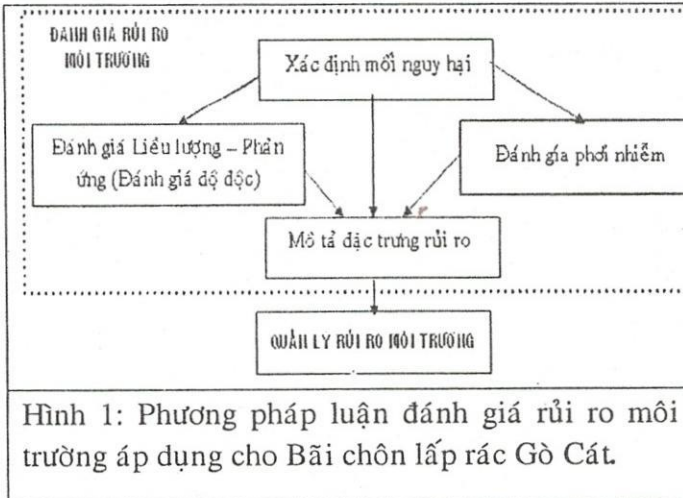 ĐÁNH GIÁ RỦI RO
MÔI TRƯỜNG
Xác định mối nguy hại
Đánh giá Liều lượng – Phản
ứng (Đánh giá độ độc)
Đánh gía phơi nhiễm
Mô tả đặc trưng rủi ro
QUẢN LÝ RỦI RO MÔI TRƯỜNG
Hình 1: Phương pháp luận đánh giá rủi ro môi
trường áp dụng cho Bãi chôn lấp rác Gò Cát.